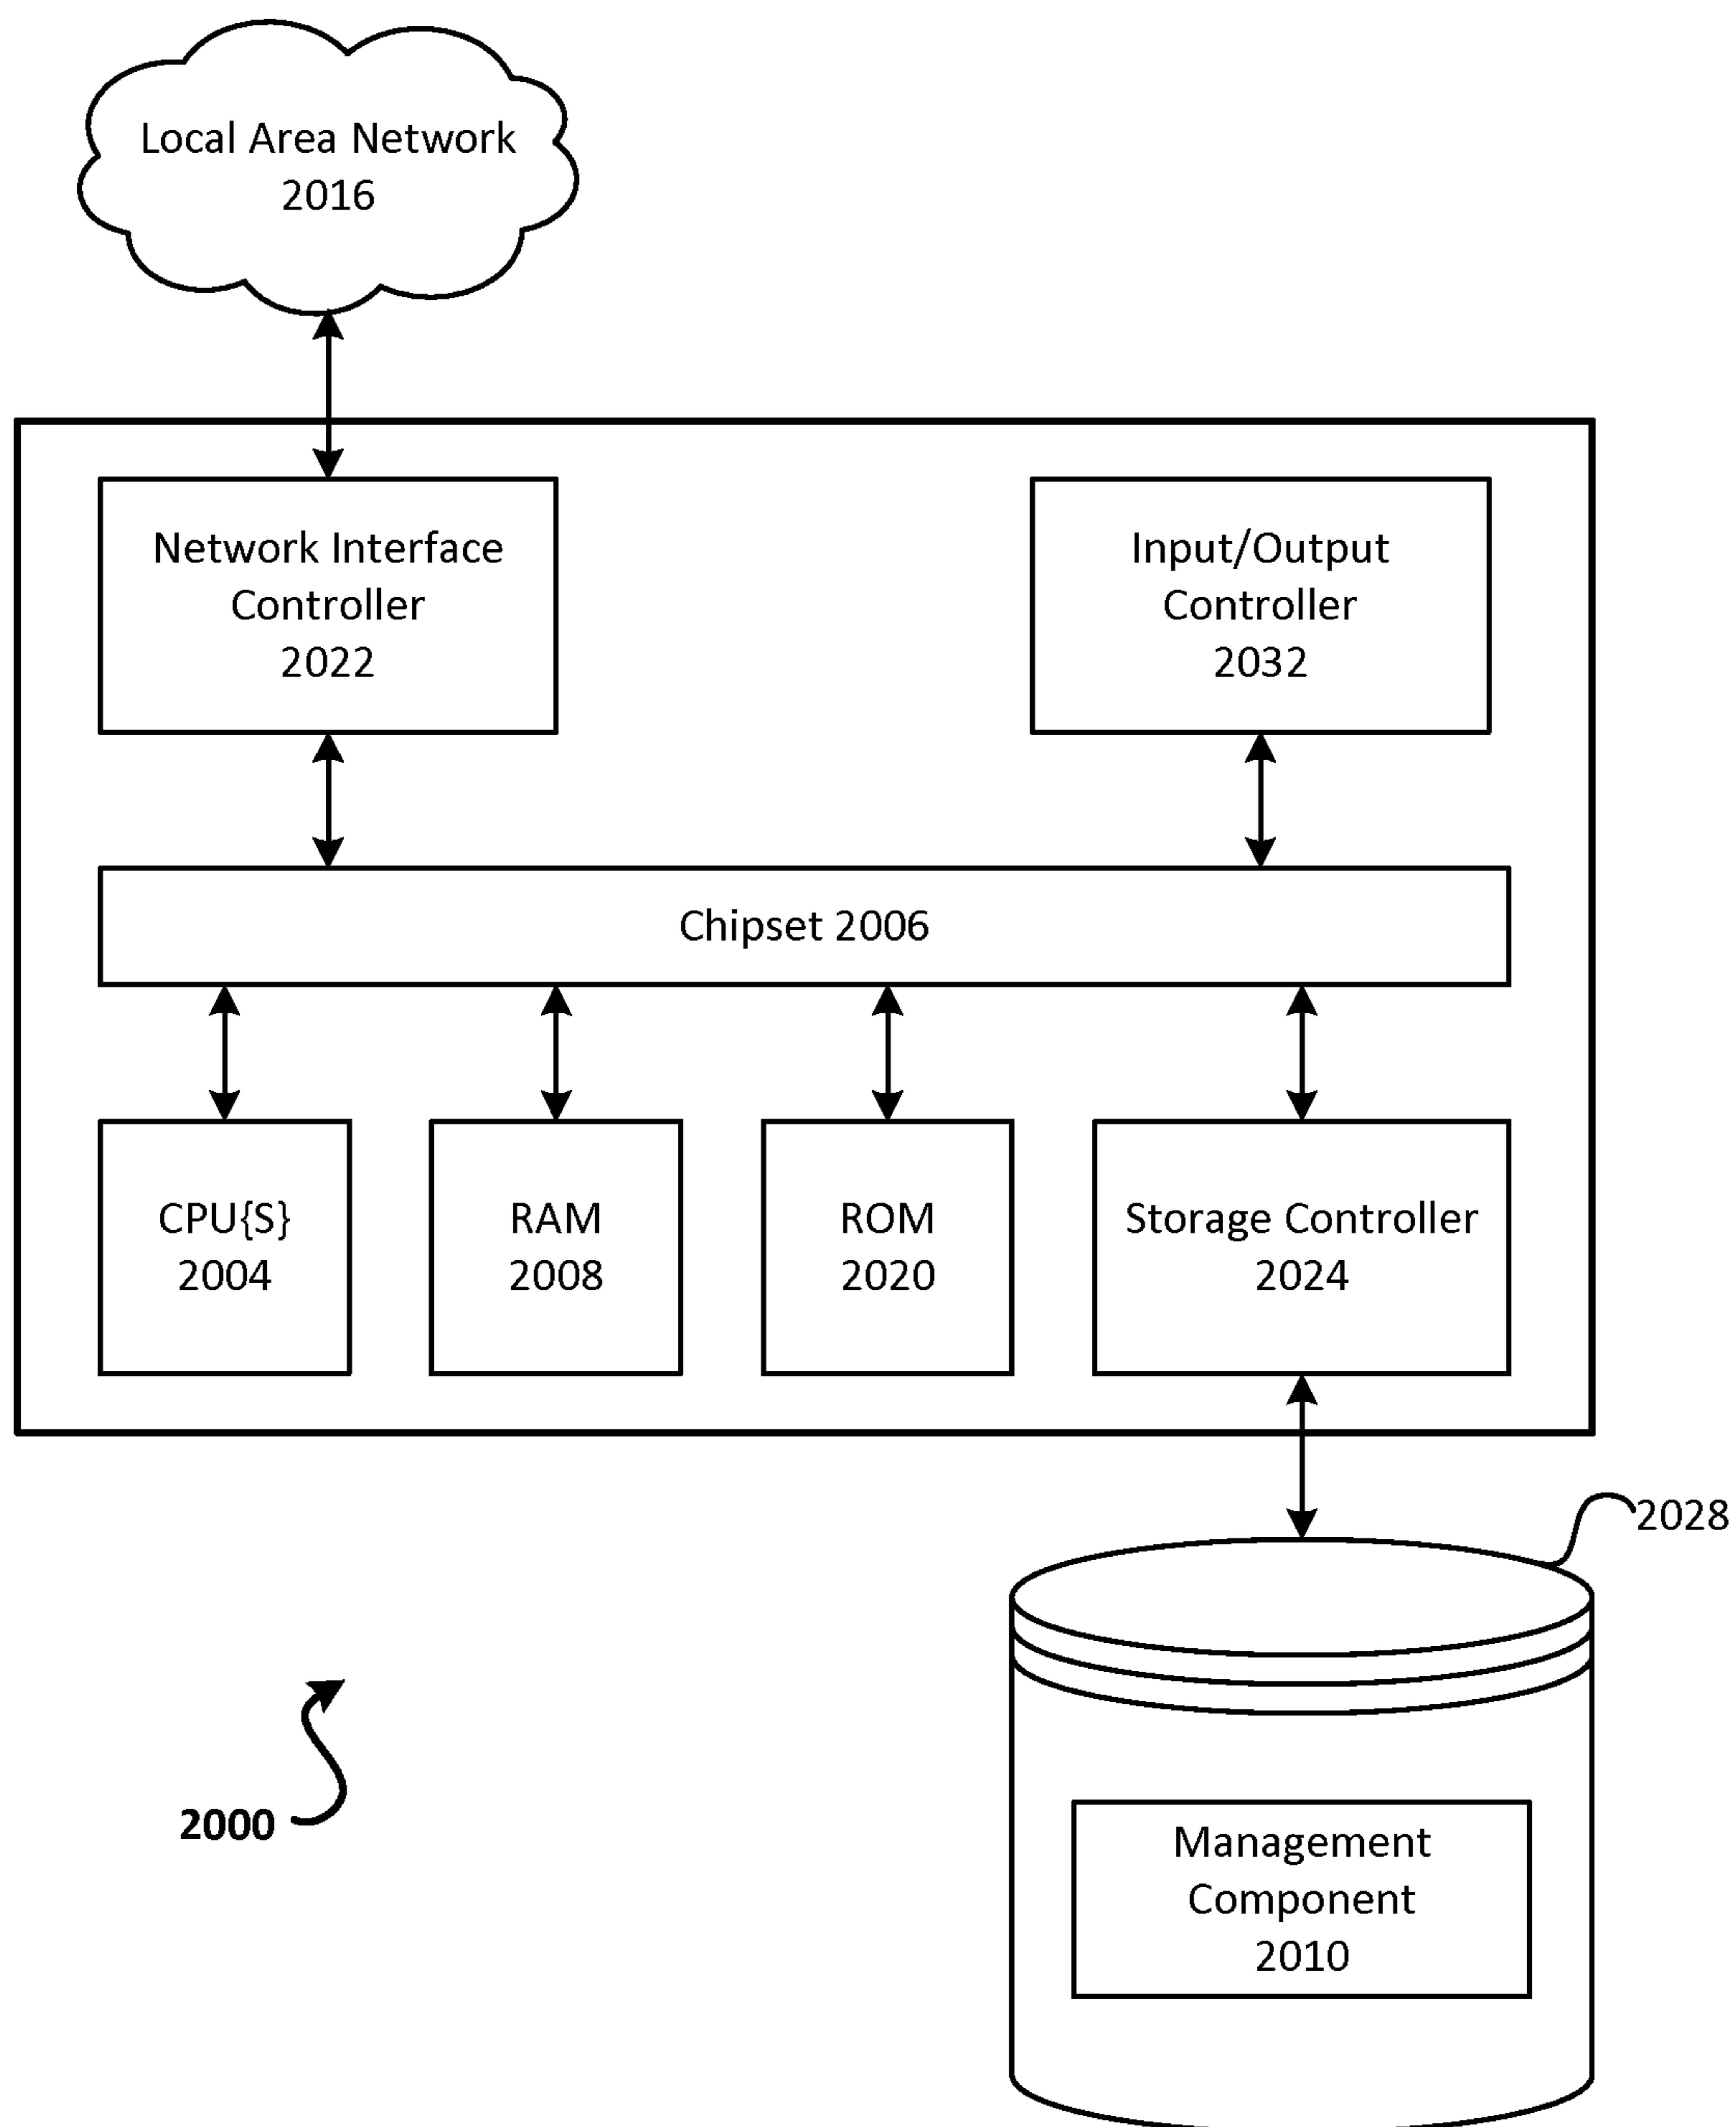 Local Area Network
2016
Network Interface
Controller
2022
Input/Output
Controller
2032
Chipset 2006
CPU{S}
2004
RAM
2008
ROM
2020
Storage Controller
2024
2028
2000
Management
Component
2010